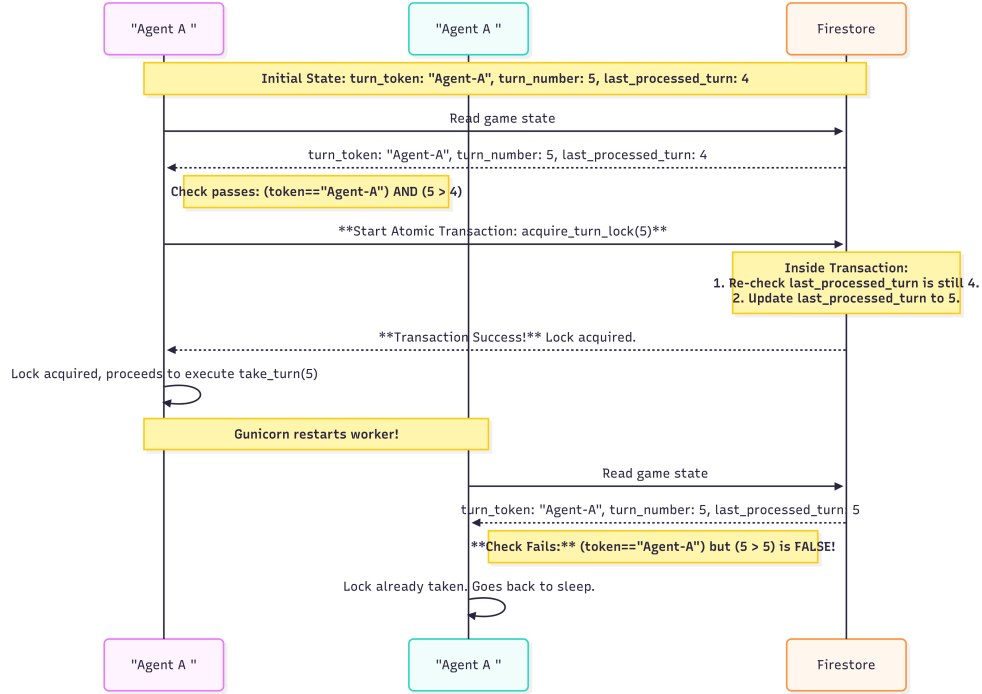 "Agent A "
"Agent A "
Firestore
Initial State: turn_token: "Agent-A", turn_number: 5, last_processed_turn: 4
Read game state
turn_token: "Agent-A", turn_number: 5, last_processed_turn: 4
Check passes: (token=="Agent-A") AND (5 > 4)
**Start Atomic Transaction: acquire_turn_lock(5)**
Inside Transaction:
1. Re-check last_processed_turn is still 4.
2. Update last_processed_turn to 5.
**Transaction Success!** Lock acquired.
Lock acquired, proceeds to execute take_turn(5)
Gunicorn restarts worker!
Read game state
turn_token: "Agent-A", turn_number: 5, last_processed_turn: 5
**Check Fails:** (token=="Agent-A") but (5 > 5) is FALSE!
Lock already taken. Goes back to sleep.
"Agent A "
"Agent A "
Firestore